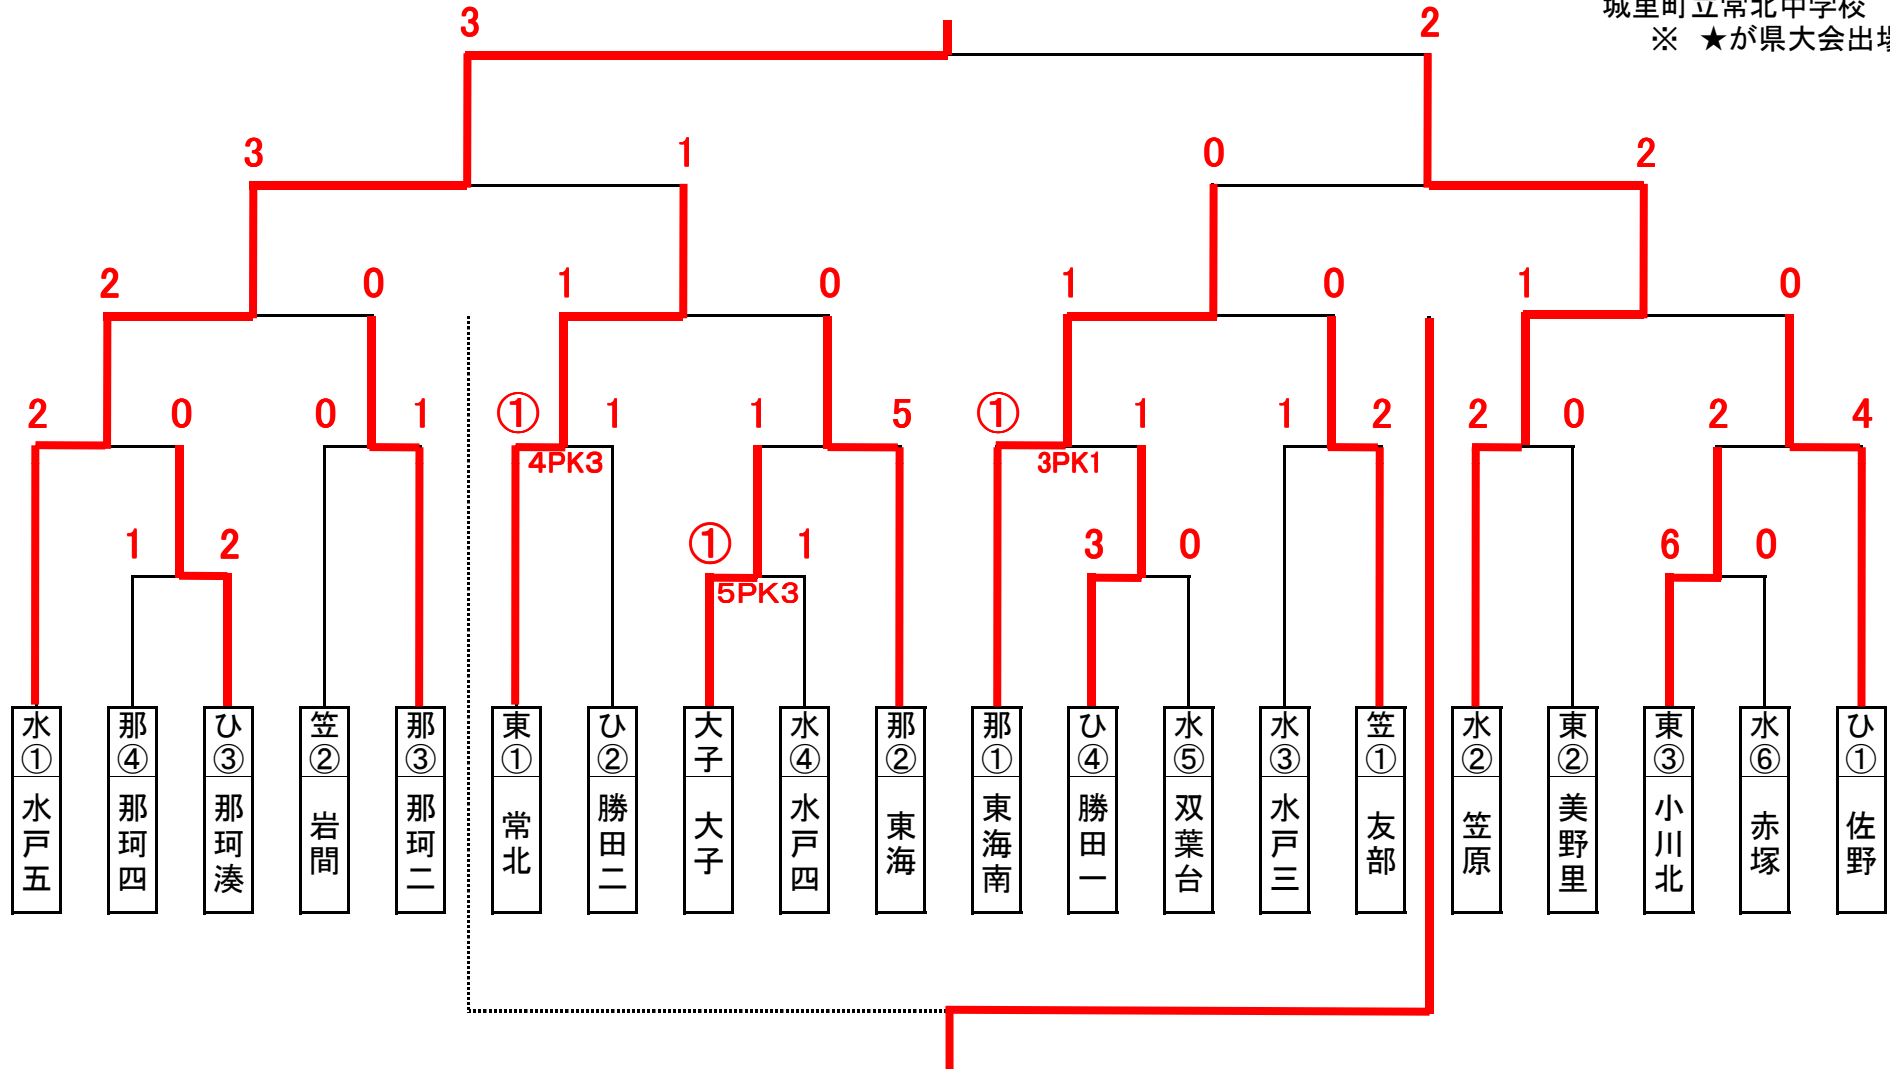 城里町立常北中学校
※ ★が県大会出場
3 2
3 1 0 2
2 0 1 0 1 0 1 0
2 0 0 1 ① 1 1 5 ① 1 1 2 2 0 2 4
4PK3 3PK1
1 2 ① 1 3 0 6 0
5PK3
水① 水戸五
那④ 那珂四
ひ③ 那珂湊
笠② 岩間
那③ 那珂二
東① 常北
ひ② 勝田二
大子 大子
水④ 水戸四
那② 東海
那① 東海南
ひ④ 勝田一
水⑤ 双葉台
水③ 水戸三
笠① 友部
水② 笠原
東② 美野里
東③ 小川北
水⑥ 赤塚
ひ① 佐野